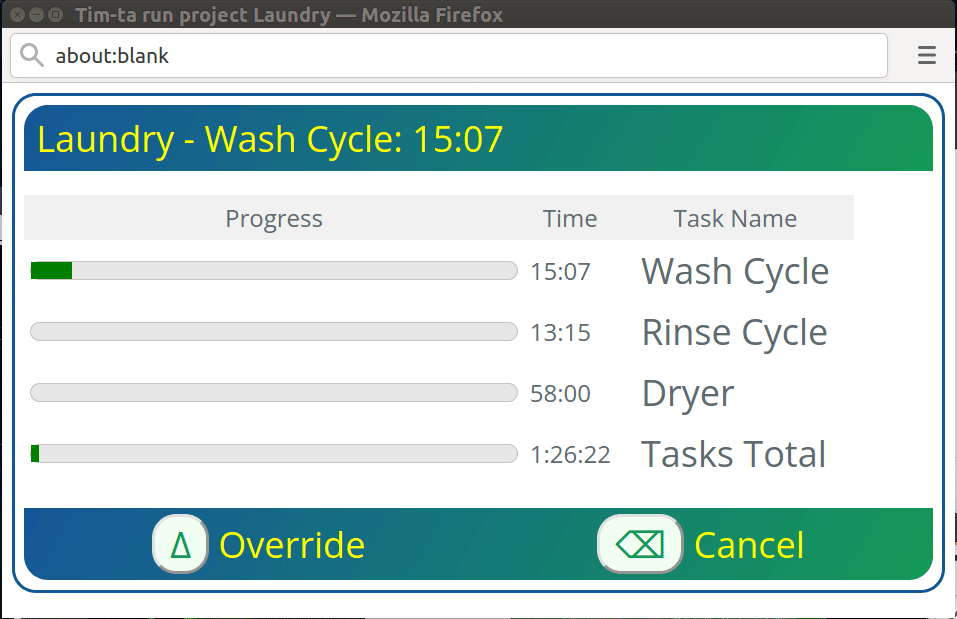 Tim-ta run project Laundry — Mozilla Firefox
about:blank
Laundry - Wash Cycle: 15:07
Progress Time Task Name
15:07 Wash Cycle
13:15 Rinse Cycle
58:00 Dryer
1:26:22 Tasks Total
Δ Override ⌫ Cancel